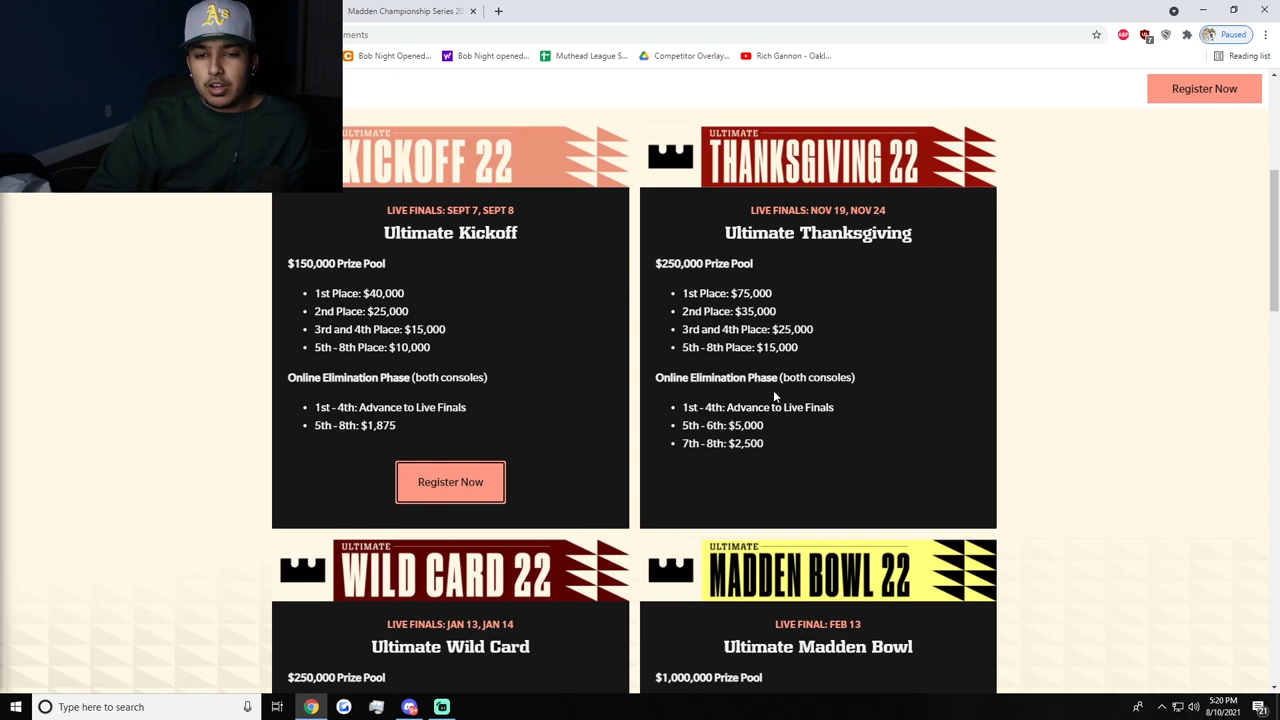 Madden Championship Series 20
ments
Paused
Bob Night Opened...
Bob Night opened...
Muthead League S...
Competitor Overlay...
Rich Gannon - Oakl...
Reading list
Register Now
ULTIMATE
KICKOFF 22
LIVE FINALS: SEPT 7, SEPT 8
Ultimate Kickoff
$150,000 Prize Pool
• 1st Place: $40,000
• 2nd Place: $25,000
• 3rd and 4th Place: $15,000
• 5th - 8th Place: $10,000
Online Elimination Phase (both consoles)
• 1st - 4th: Advance to Live Finals
• 5th - 8th: $1,875
Register Now
ULTIMATE
THANKSGIVING 22
LIVE FINALS: NOV 19, NOV 24
Ultimate Thanksgiving
$250,000 Prize Pool
• 1st Place: $75,000
• 2nd Place: $35,000
• 3rd and 4th Place: $25,000
• 5th - 8th Place: $15,000
Online Elimination Phase (both consoles)
• 1st - 4th: Advance to Live Finals
• 5th - 6th: $5,000
• 7th - 8th: $2,500
ULTIMATE
WILD CARD 22
LIVE FINALS: JAN 13, JAN 14
Ultimate Wild Card
$250,000 Prize Pool
ULTIMATE
MADDEN BOWL 22
LIVE FINAL: FEB 13
Ultimate Madden Bowl
$1,000,000 Prize Pool
Type here to search
5:20 PM
8/10/2021
21
A's
ABP
7